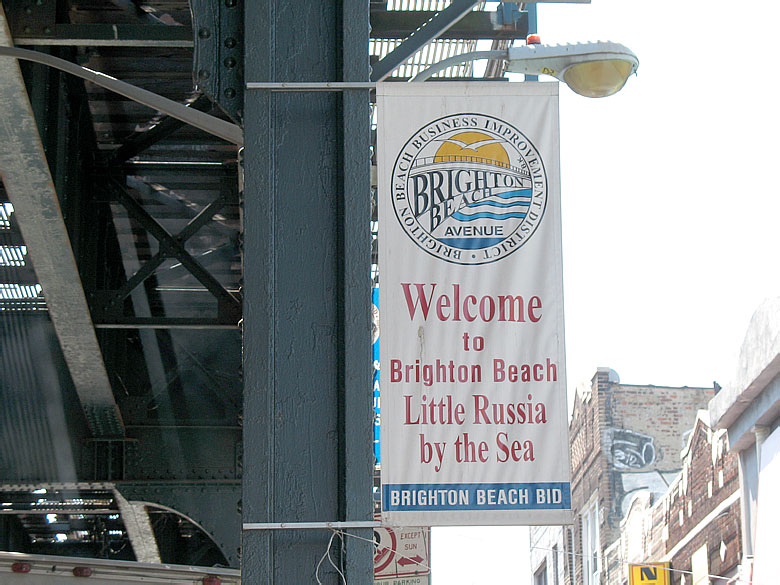 BRIGHTON BEACH BUSINESS IMPROVEMENT DISTRICT
BRIGHTON
BEACH
AVENUE
Welcome
to
Brighton Beach
Little Russia
by the Sea
BRIGHTON BEACH BID
EXCEPT
SUN
N